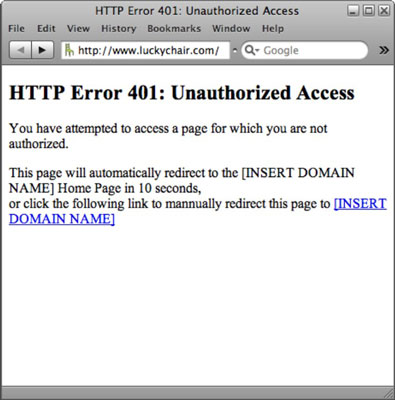 HTTP Error 401: Unauthorized Access
File Edit View History Bookmarks Window Help
http://www.luckychair.com/ Google
HTTP Error 401: Unauthorized Access
You have attempted to access a page for which you are not
authorized.
This page will automatically redirect to the [INSERT DOMAIN
NAME] Home Page in 10 seconds,
or click the following link to mannually redirect this page to [INSERT
DOMAIN NAME]